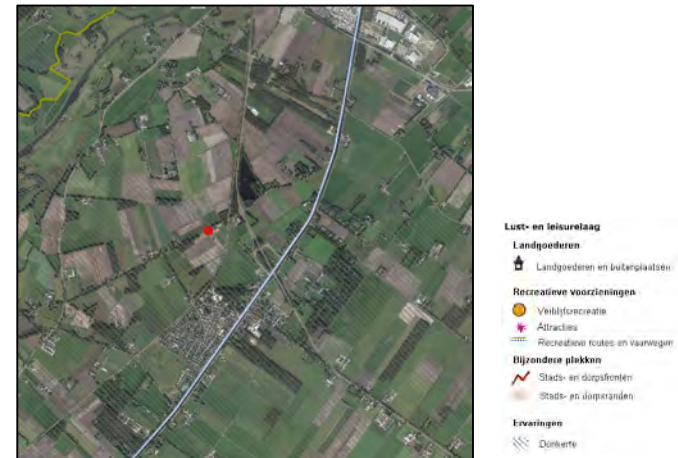 Lust- en leisurelaag
Landgoederen
Landgoederen en buitenplaatsen
Recreatieve voorzieningen
Verblijfsrecreatie
Attracties
Recreatieve routes en vaarwegen
Bijzondere plekken
Stads- en dorpsfronten
Stads- en dorpsranden
Ervaringen
Donkerte